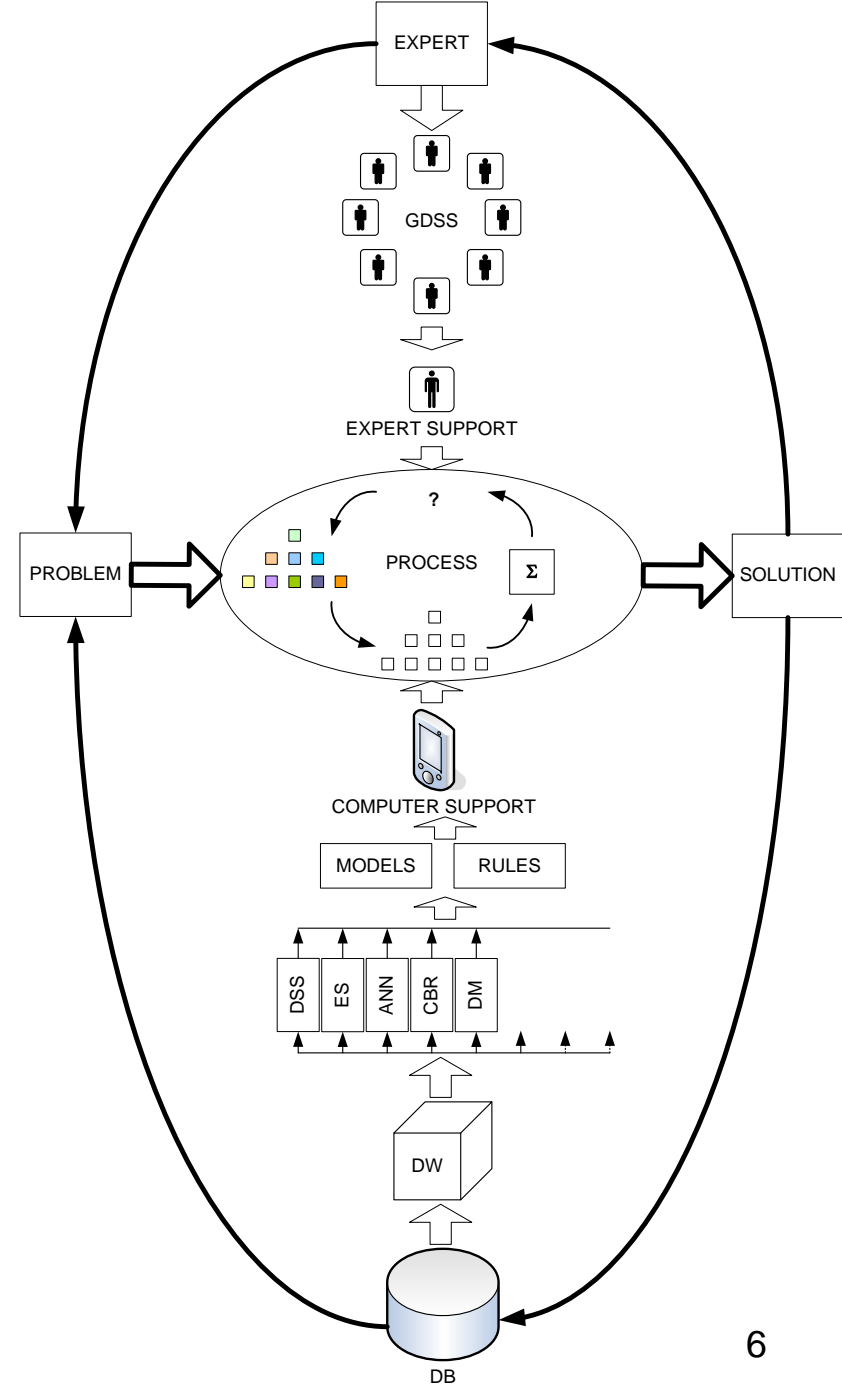 EXPERT
GDSS
EXPERT SUPPORT
?
PROBLEM
PROCESS
Σ
SOLUTION
COMPUTER SUPPORT
MODELS
RULES
DSS
ES
ANN
CBR
DM
DW
DB
6